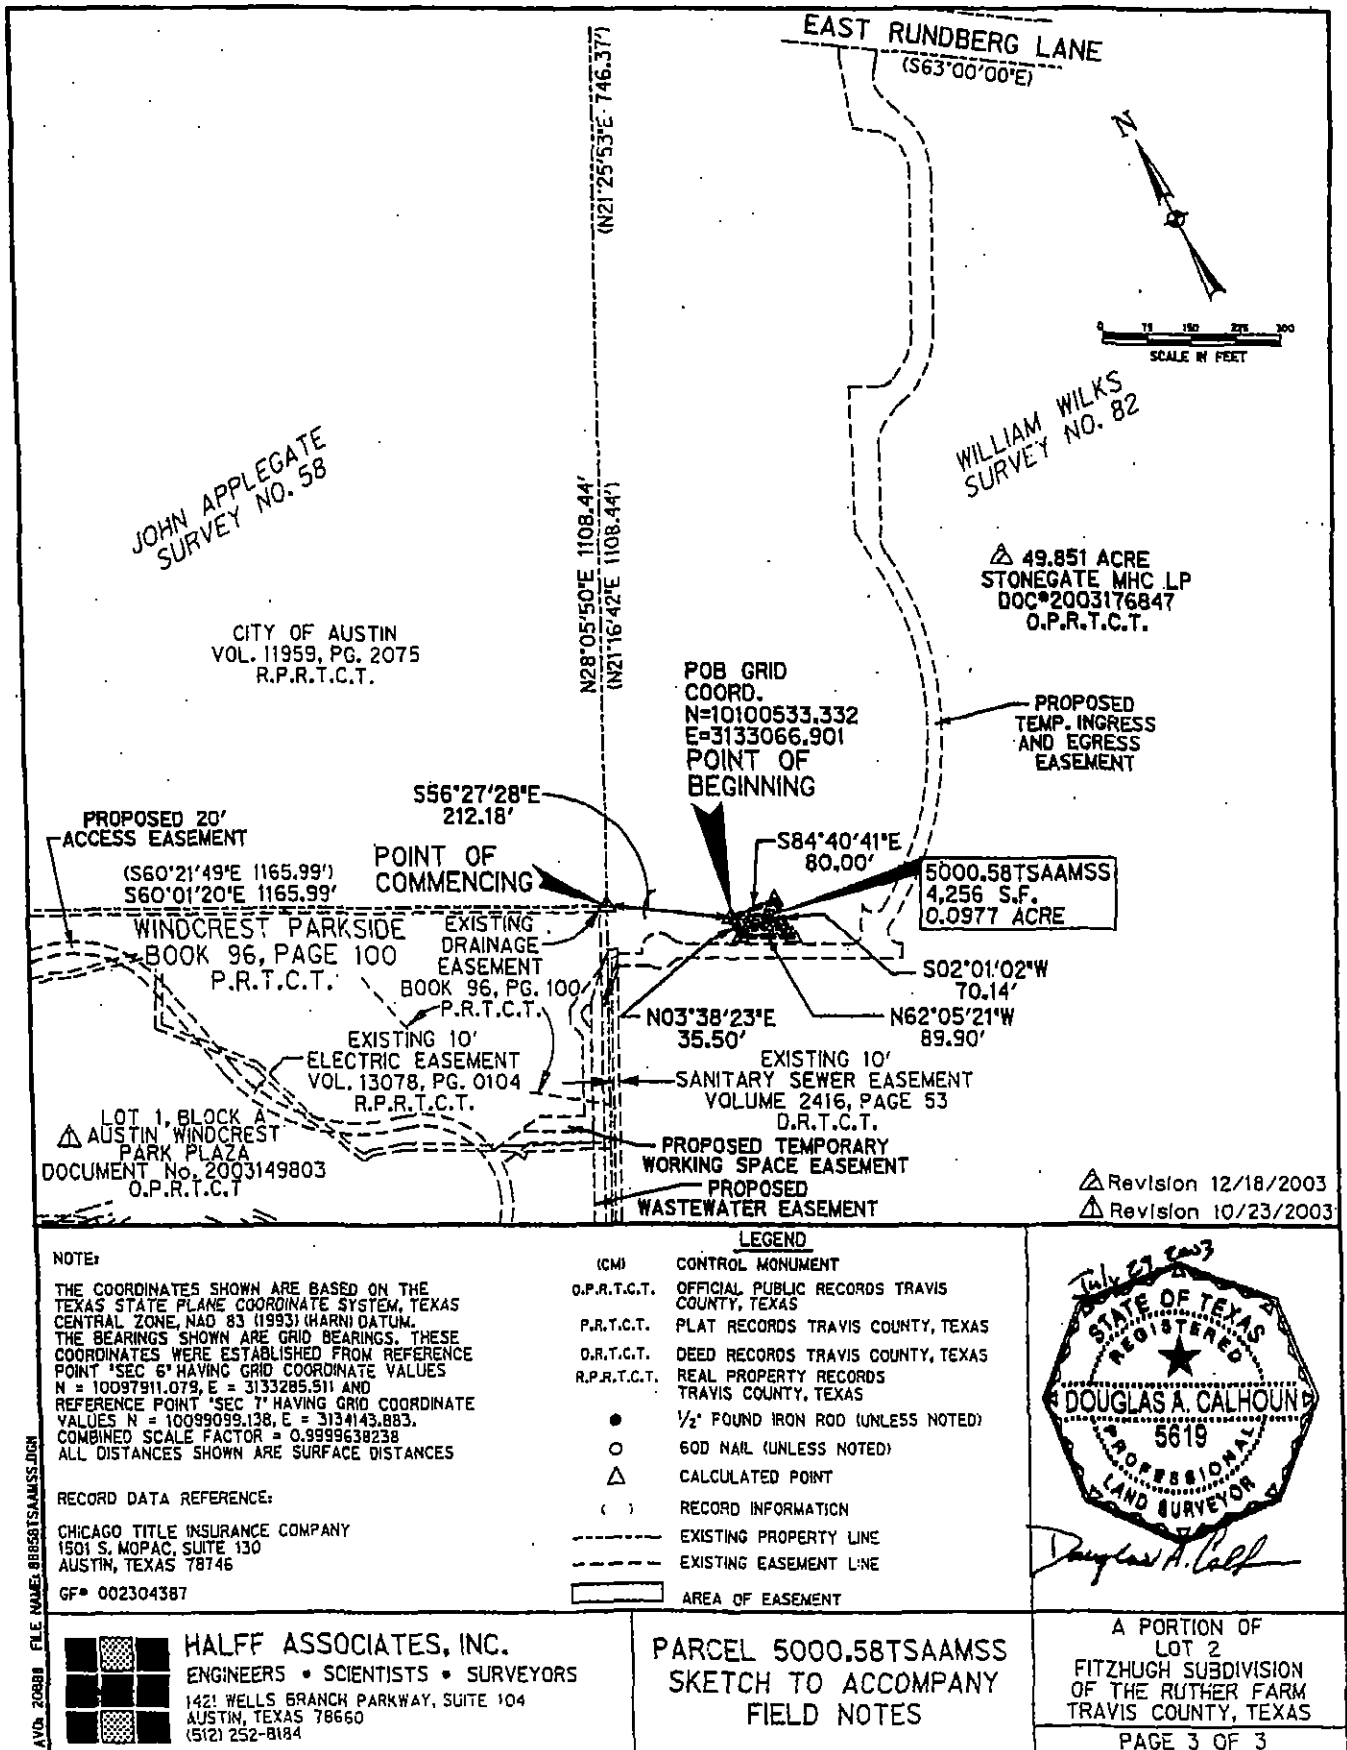 EAST RUNDBERG LANE
(S63°00'00"E)
(N21°25'53"E 746.37')
N
0 75 150 225 300
SCALE IN FEET
JOHN APPLEGATE
SURVEY NO. 58
WILLIAM WILKS
SURVEY NO. 82
N28°05'50"E 1108.44'
(N21°16'42"E 1108.44')
49.851 ACRE
STONEGATE MHC LP
DOC#2003176847
O.P.R.T.C.T.
CITY OF AUSTIN
VOL. 11959, PG. 2075
R.P.R.T.C.T.
POB GRID
COORD.
N=10100533.332
E=3133066.901
POINT OF
BEGINNING
PROPOSED
TEMP. INGRESS
AND EGRESS
EASEMENT
S56°27'28"E
212.18'
PROPOSED 20'
ACCESS EASEMENT
(S60°21'49"E 1165.99')
S60°01'20"E 1165.99'
POINT OF
COMMENCING
S84°40'41"E
80.00'
5000.58TSAAMSS
4,256 S.F.
0.0977 ACRE
WINDCREST PARKSIDE
BOOK 96, PAGE 100
P.R.T.C.T.
EXISTING
DRAINAGE
EASEMENT
BOOK 96, PG. 100
P.R.T.C.T.
S02°01'02"W
70.14'
N03°38'23"E
35.50'
N62°05'21"W
89.90'
EXISTING 10'
ELECTRIC EASEMENT
VOL. 13078, PG. 0104
R.P.R.T.C.T.
EXISTING 10'
SANITARY SEWER EASEMENT
VOLUME 2416, PAGE 53
D.R.T.C.T.
LOT 1, BLOCK A
AUSTIN WINDCREST
PARK PLAZA
DOCUMENT No. 2003149803
O.P.R.T.C.T
PROPOSED TEMPORARY
WORKING SPACE EASEMENT
PROPOSED
WASTEWATER EASEMENT
Revision 12/18/2003
Revision 10/23/2003
NOTE:
THE COORDINATES SHOWN ARE BASED ON THE
TEXAS STATE PLANE COORDINATE SYSTEM, TEXAS
CENTRAL ZONE, NAD 83 (1993) (HARN) DATUM.
THE BEARINGS SHOWN ARE GRID BEARINGS. THESE
COORDINATES WERE ESTABLISHED FROM REFERENCE
POINT "SEC 6" HAVING GRID COORDINATE VALUES
N = 10097911.079, E = 3133285.511 AND
REFERENCE POINT "SEC 7" HAVING GRID COORDINATE
VALUES N = 10099099.138, E = 3134143.883.
COMBINED SCALE FACTOR = 0.9999638238
ALL DISTANCES SHOWN ARE SURFACE DISTANCES
RECORD DATA REFERENCE:
CHICAGO TITLE INSURANCE COMPANY
1501 S. MOPAC, SUITE 130
AUSTIN, TEXAS 78746
GF# 002304387
LEGEND
(CM) CONTROL MONUMENT
O.P.R.T.C.T. OFFICIAL PUBLIC RECORDS TRAVIS
COUNTY, TEXAS
P.R.T.C.T. PLAT RECORDS TRAVIS COUNTY, TEXAS
D.R.T.C.T. DEED RECORDS TRAVIS COUNTY, TEXAS
R.P.R.T.C.T. REAL PROPERTY RECORDS
TRAVIS COUNTY, TEXAS
1/2" FOUND IRON ROD (UNLESS NOTED)
60D NAIL (UNLESS NOTED)
CALCULATED POINT
( ) RECORD INFORMATION
EXISTING PROPERTY LINE
EXISTING EASEMENT LINE
AREA OF EASEMENT
July 29 2003
STATE OF TEXAS
REGISTERED
DOUGLAS A. CALHOUN
5619
PROFESSIONAL
LAND SURVEYOR
HALFF ASSOCIATES, INC.
ENGINEERS • SCIENTISTS • SURVEYORS
1421 WELLS BRANCH PARKWAY, SUITE 104
AUSTIN, TEXAS 78660
(512) 252-8184
PARCEL 5000.58TSAAMSS
SKETCH TO ACCOMPANY
FIELD NOTES
A PORTION OF
LOT 2
FITZHUGH SUBDIVISION
OF THE RUTHER FARM
TRAVIS COUNTY, TEXAS
PAGE 3 OF 3